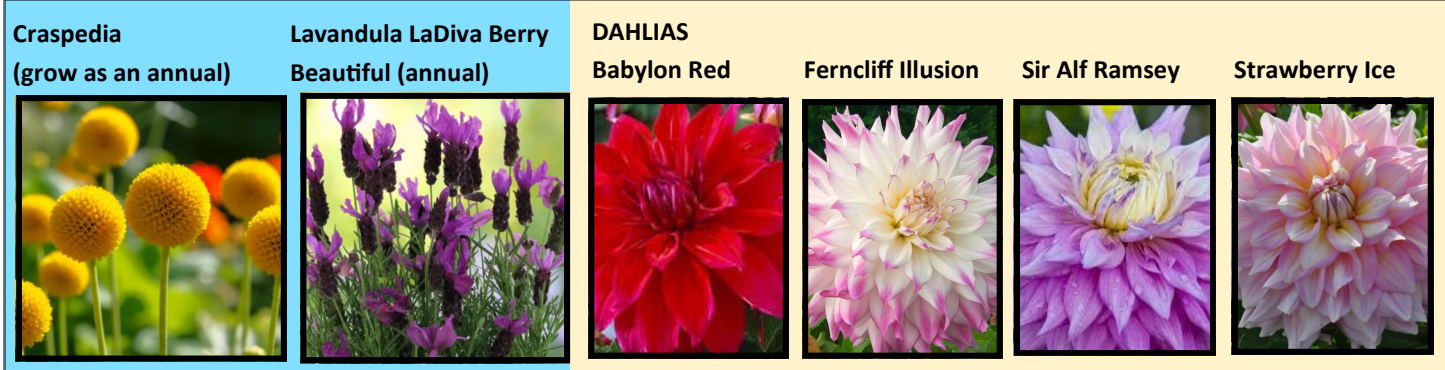 Craspedia
(grow as an annual)
Lavandula LaDiva Berry
Beautiful (annual)
DAHLIAS
Babylon Red
Ferncliff Illusion
Sir Alf Ramsey
Strawberry Ice